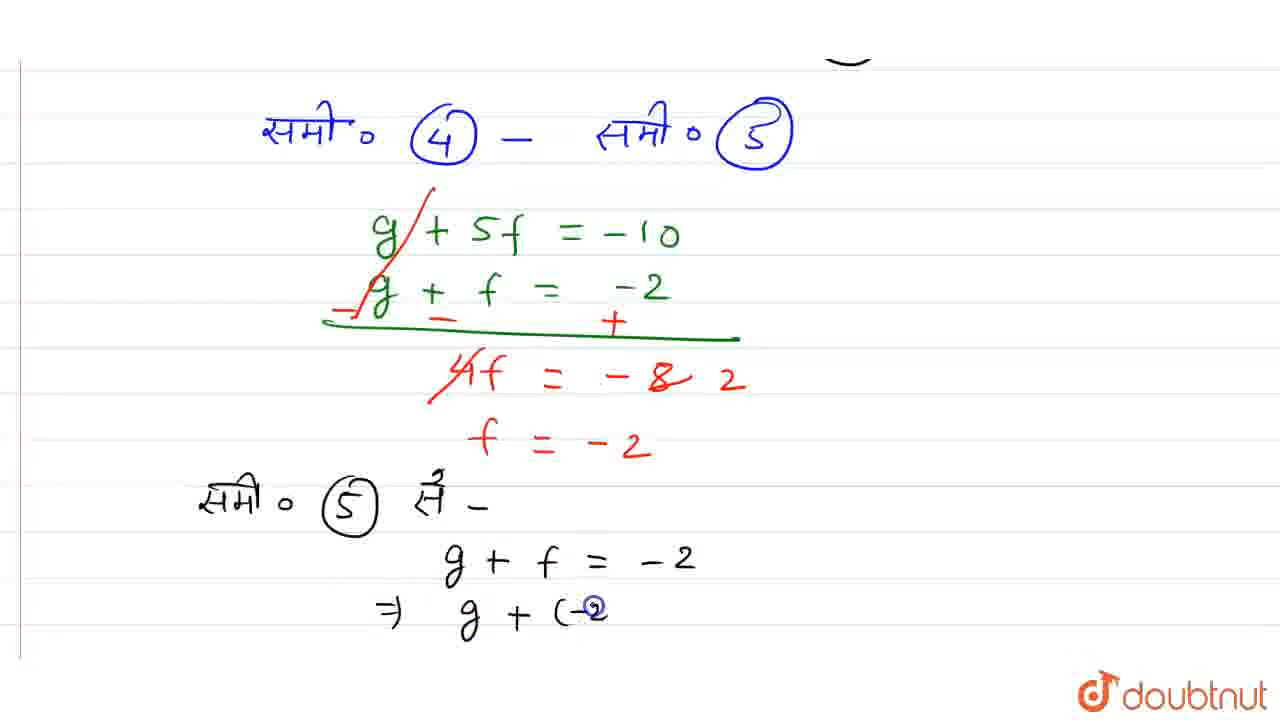 समी० 4 - समी० 5
g + 5f = -10
g + f = -2
- - +
4f = -8 2
f = -2
समी० 5 से -
g + f = -2
⇒ g + (-2
doubtnut